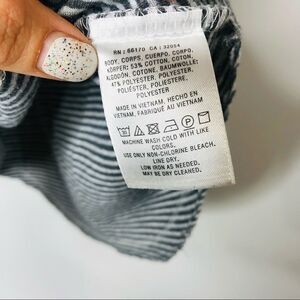 RN: 66170 CA: 32054
BODY, CORPS, CUERPO, CORPO,
KÖRPER: 53% COTTON, COTON,
ALGODÓN, COTONE, BAUMWOLLE:
47% POLYESTER, POLYESTERE,
POLIÉSTER, POLIESTERE,
POLYESTER.
MADE IN VIETNAM, HECHO EN
VIETNAM, FABRIQUÉ AU VIETNAM
P
MACHINE WASH COLD WITH LIKE
COLORS.
USE ONLY NON-CHLORINE BLEACH.
LINE DRY.
LOW IRON AS NEEDED.
MAY BE DRY CLEANED.